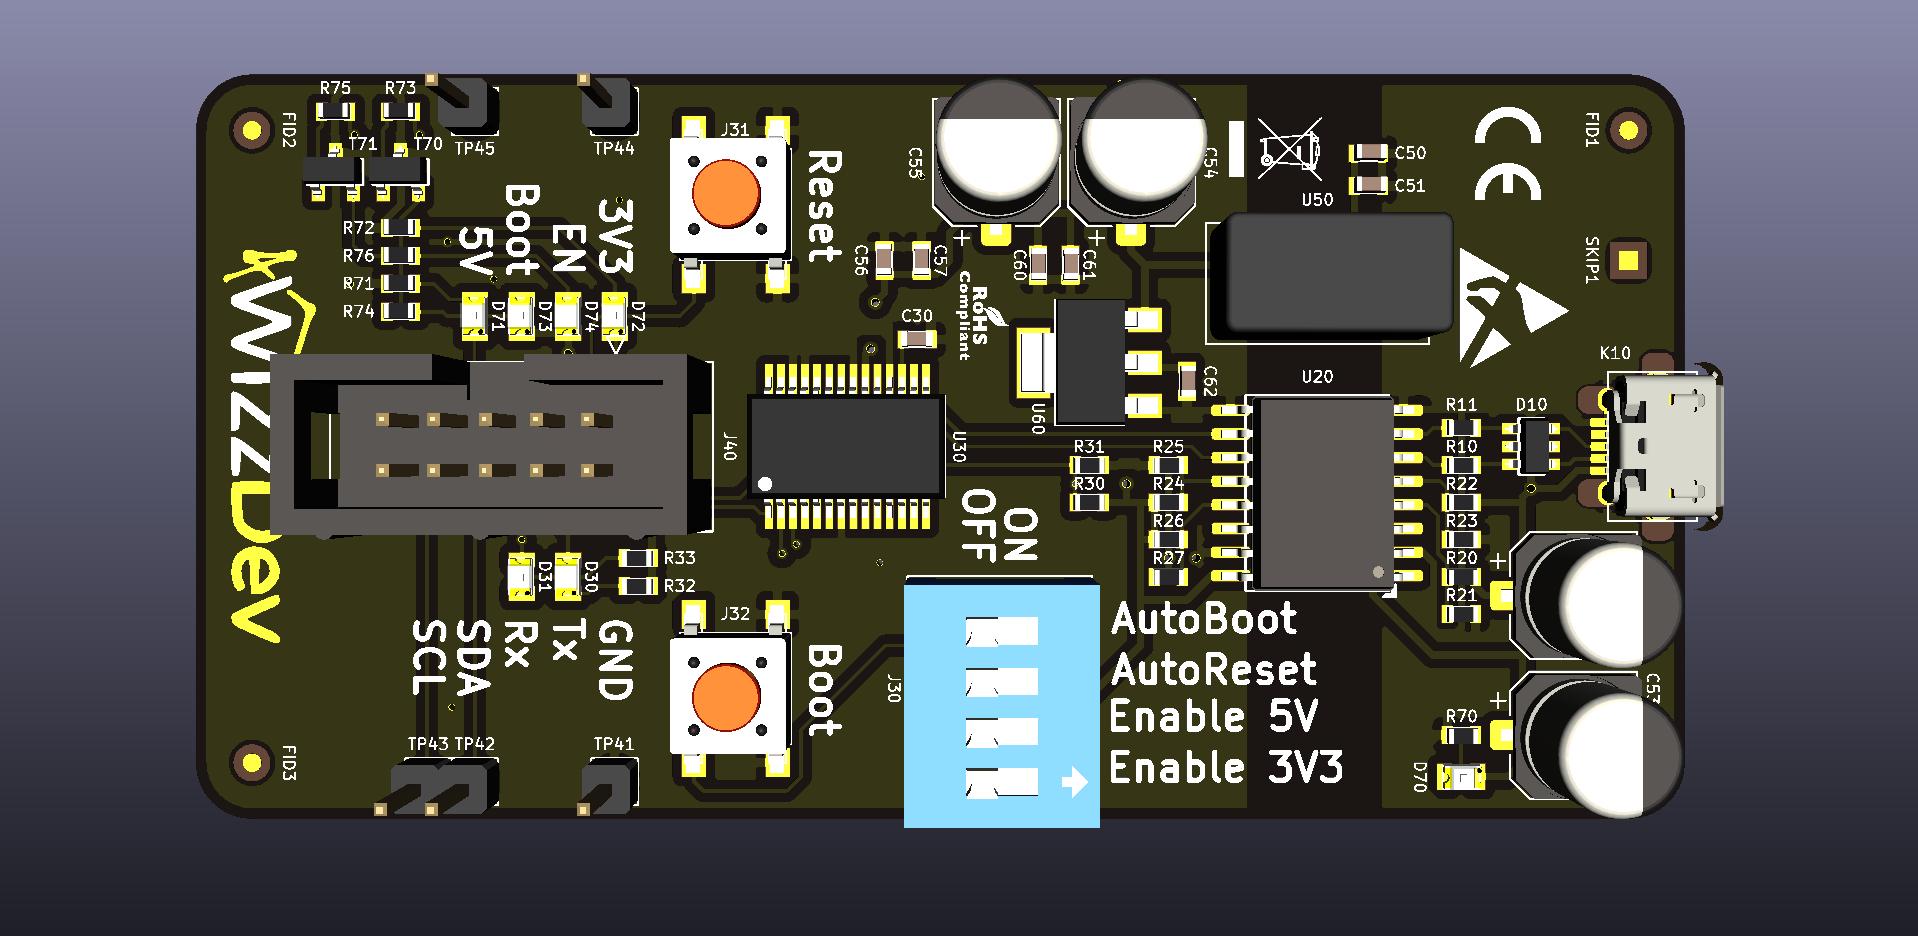 R75
R73
FID2
T71
T70
TP45
TP44
J31
Reset
C55
C54
C50
C51
U50
CE
FID1
Boot
5V
EN
3V3
R72
R76
R71
R74
D71
D73
D74
D72
C56
C57
C60
C61
RoHS
compliant
C30
SKIP1
WizzDev
J40
U30
U60
C62
U20
K10
R11
D10
R31
R25
R10
R30
R24
R22
R26
R23
R27
R20
R21
OFF
ON
D31
D30
R33
R32
J32
SCL
SDA
Rx
Tx
GND
Boot
J30
AutoBoot
AutoReset
Enable 5V
Enable 3V3
R70
D70
FID3
TP43
TP42
TP41